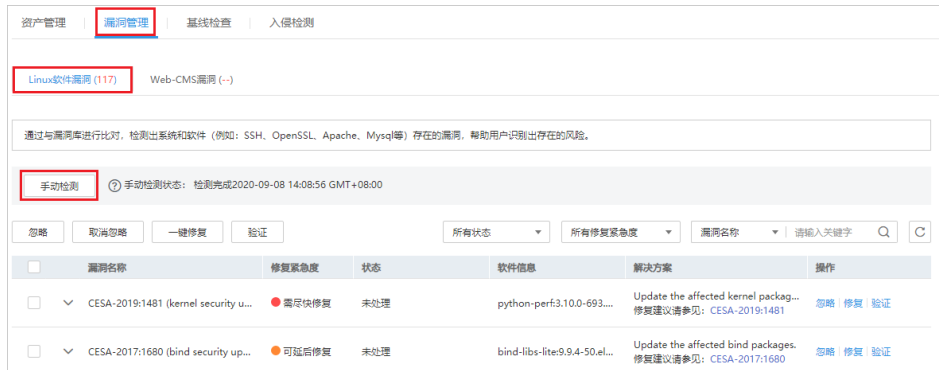 资产管理 漏洞管理 基线检查 入侵检测
Linux软件漏洞 (117) Web-CMS漏洞 (--)
通过与漏洞库进行比对，检测出系统和软件（例如：SSH、OpenSSL、Apache、Mysql等）存在的漏洞，帮助用户识别出存在的风险。
手动检测 ? 手动检测状态： 检测完成2020-09-08 14:08:56 GMT+08:00
忽略 取消忽略 一键修复 验证 所有状态 所有修复紧急度 漏洞名称 请输入关键字
漏洞名称 修复紧急度 状态 软件信息 解决方案 操作
CESA-2019:1481 (kernel security u... 需尽快修复 未处理 python-perf:3.10.0-693.... Update the affected kernel packag... 忽略 修复 验证
修复建议请参见：CESA-2019:1481
CESA-2017:1680 (bind security up... 可延后修复 未处理 bind-libs-lite:9.9.4-50.el... Update the affected bind packages. 忽略 修复 验证
修复建议请参见：CESA-2017:1680